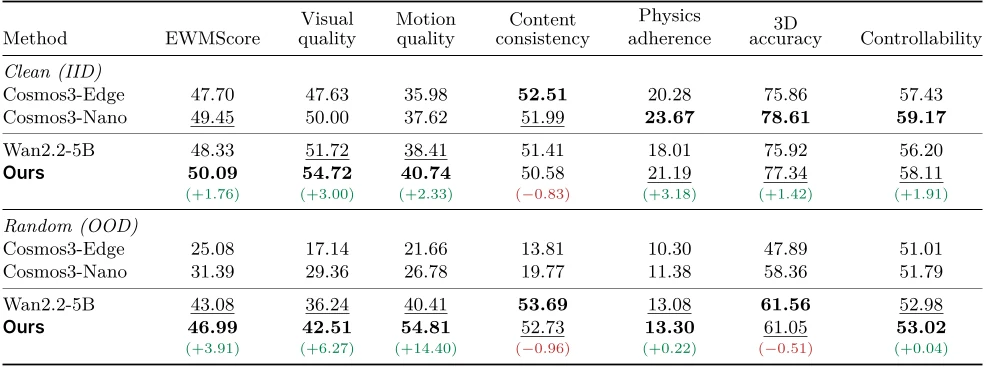 Method EWMScore Visual quality Motion quality Content consistency Physics adherence 3D accuracy Controllability
Clean (IID)
Cosmos3-Edge 47.70 47.63 35.98 52.51 20.28 75.86 57.43
Cosmos3-Nano 49.45 50.00 37.62 51.99 23.67 78.61 59.17
Wan2.2-5B 48.33 51.72 38.41 51.41 18.01 75.92 56.20
Ours 50.09 54.72 40.74 50.58 21.19 77.34 58.11
(+1.76) (+3.00) (+2.33) (−0.83) (+3.18) (+1.42) (+1.91)
Random (OOD)
Cosmos3-Edge 25.08 17.14 21.66 13.81 10.30 47.89 51.01
Cosmos3-Nano 31.39 29.36 26.78 19.77 11.38 58.36 51.79
Wan2.2-5B 43.08 36.24 40.41 53.69 13.08 61.56 52.98
Ours 46.99 42.51 54.81 52.73 13.30 61.05 53.02
(+3.91) (+6.27) (+14.40) (−0.96) (+0.22) (−0.51) (+0.04)